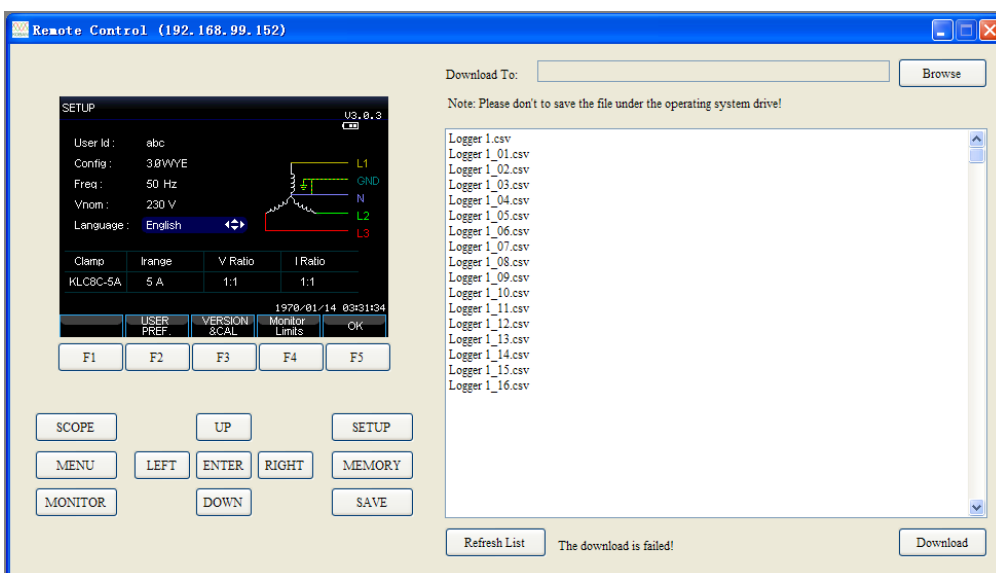 Remote Control (192.168.99.152)
SETUP
V3.0.3
User Id : abc
Config : 3ØWYE
Freq : 50 Hz
Vnom : 230 V
Language : English
L1
GND
N
L2
L3
Clamp Irange V Ratio I Ratio
KLC8C-5A 5 A 1:1 1:1
1970/01/14 03:31:34
USER PREF.
VERSION &CAL
Monitor Limits
OK
F1 F2 F3 F4 F5
SCOPE UP SETUP
MENU LEFT ENTER RIGHT MEMORY
MONITOR DOWN SAVE
Download To: Browse
Note: Please don't to save the file under the operating system drive!
Logger 1.csv
Logger 1_01.csv
Logger 1_02.csv
Logger 1_03.csv
Logger 1_04.csv
Logger 1_05.csv
Logger 1_06.csv
Logger 1_07.csv
Logger 1_08.csv
Logger 1_09.csv
Logger 1_10.csv
Logger 1_11.csv
Logger 1_12.csv
Logger 1_13.csv
Logger 1_14.csv
Logger 1_15.csv
Logger 1_16.csv
Refresh List The download is failed! Download